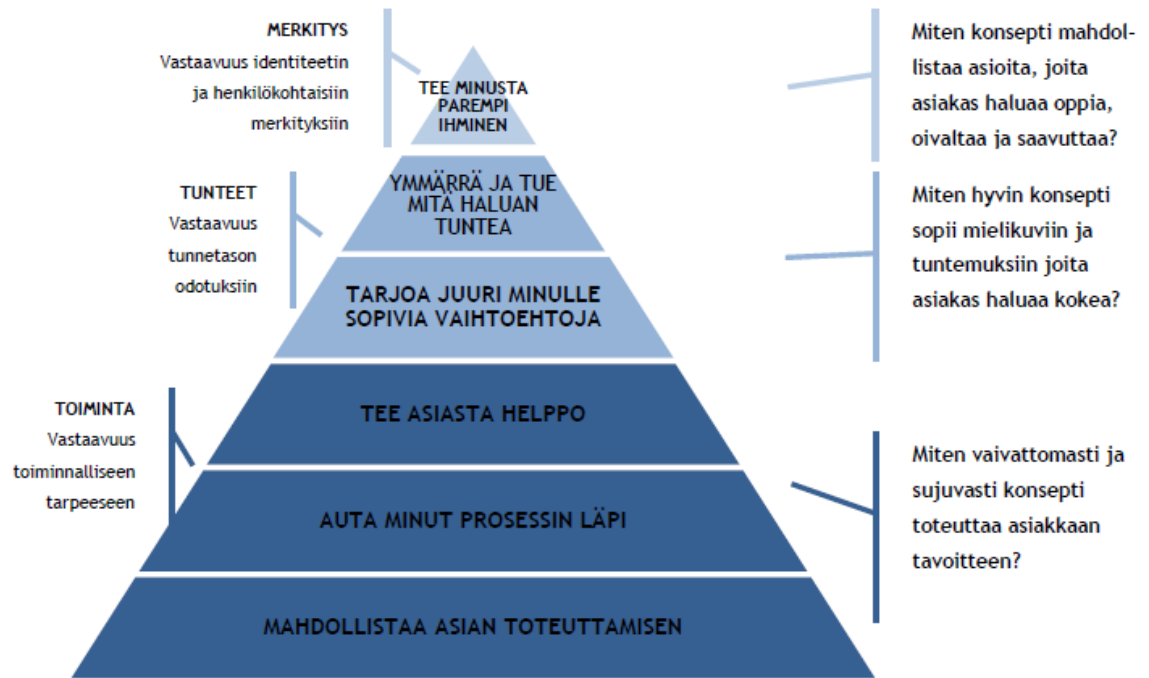 MERKITYS
Vastaavuus identiteetin
ja henkilökohtaisiin
merkityksiin
TUNTEET
Vastaavuus
tunnetason
odotuksiin
TOIMINTA
Vastaavuus
toiminnalliseen
tarpeeseen
TEE MINUSTA
PAREMPI
IHMINEN
YMMÄRRÄ JA TUE
MITÄ HALUAN
TUNTEA
TARJOA JUURI MINULLE
SOPIVIA VAIHTOEHTOJA
TEE ASIASTA HELPPO
AUTA MINUT PROSESSIN LÄPI
MAHDOLLISTAA ASIAN TOTEUTTAMISEN
Miten konsepti mahdol-
listaa asioita, joita
asiakas haluaa oppia,
oivaltaa ja saavuttaa?
Miten hyvin konsepti
sopii mielikuviin ja
tuntemuksiin joita
asiakas haluaa kokea?
Miten vaivattomasti ja
sujuvasti konsepti
toteuttaa asiakkaan
tavoitteen?